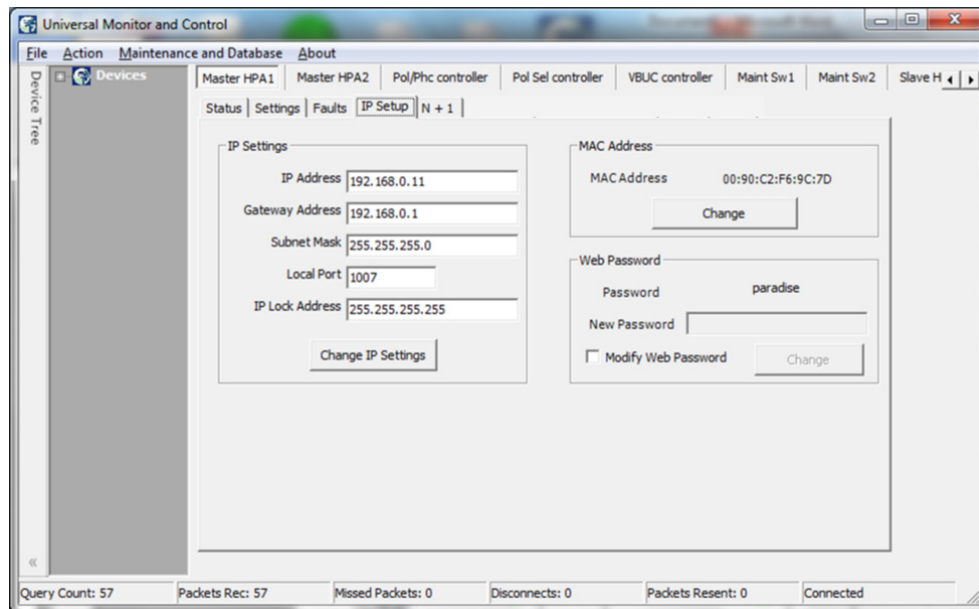 Universal Monitor and Control
File Action Maintenance and Database About
Device Tree
Devices
Master HPA1 Master HPA2 Pol/Phc controller Pol Sel controller VBUC controller Maint Sw1 Maint Sw2 Slave H
Status Settings Faults IP Setup N + 1
IP Settings
IP Address 192.168.0.11
Gateway Address 192.168.0.1
Subnet Mask 255.255.255.0
Local Port 1007
IP Lock Address 255.255.255.255
Change IP Settings
MAC Address
MAC Address 00:90:C2:F6:9C:7D
Change
Web Password
Password paradise
New Password
Modify Web Password Change
Query Count: 57 Packets Rec: 57 Missed Packets: 0 Disconnects: 0 Packets Resent: 0 Connected